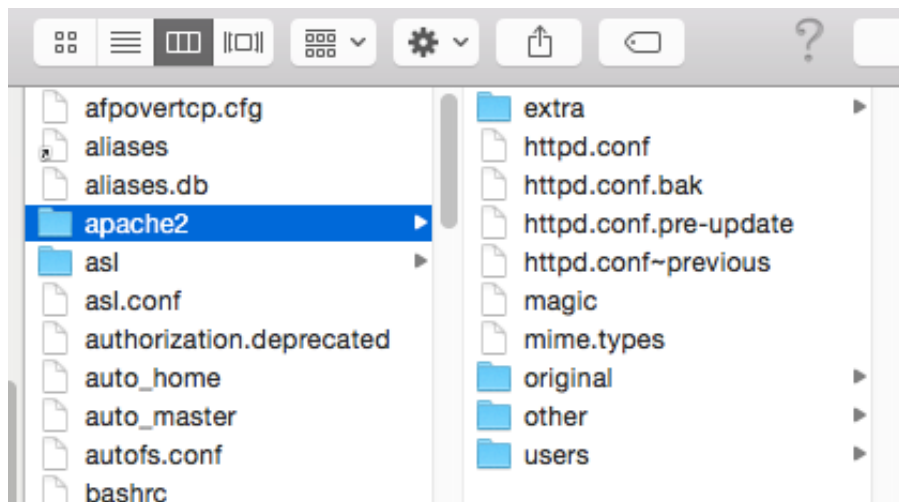 ?
afpovertcp.cfg
aliases
aliases.db
apache2
asl
asl.conf
authorization.deprecated
auto_home
auto_master
autofs.conf
bashrc
extra
httpd.conf
httpd.conf.bak
httpd.conf.pre-update
httpd.conf~previous
magic
mime.types
original
other
users